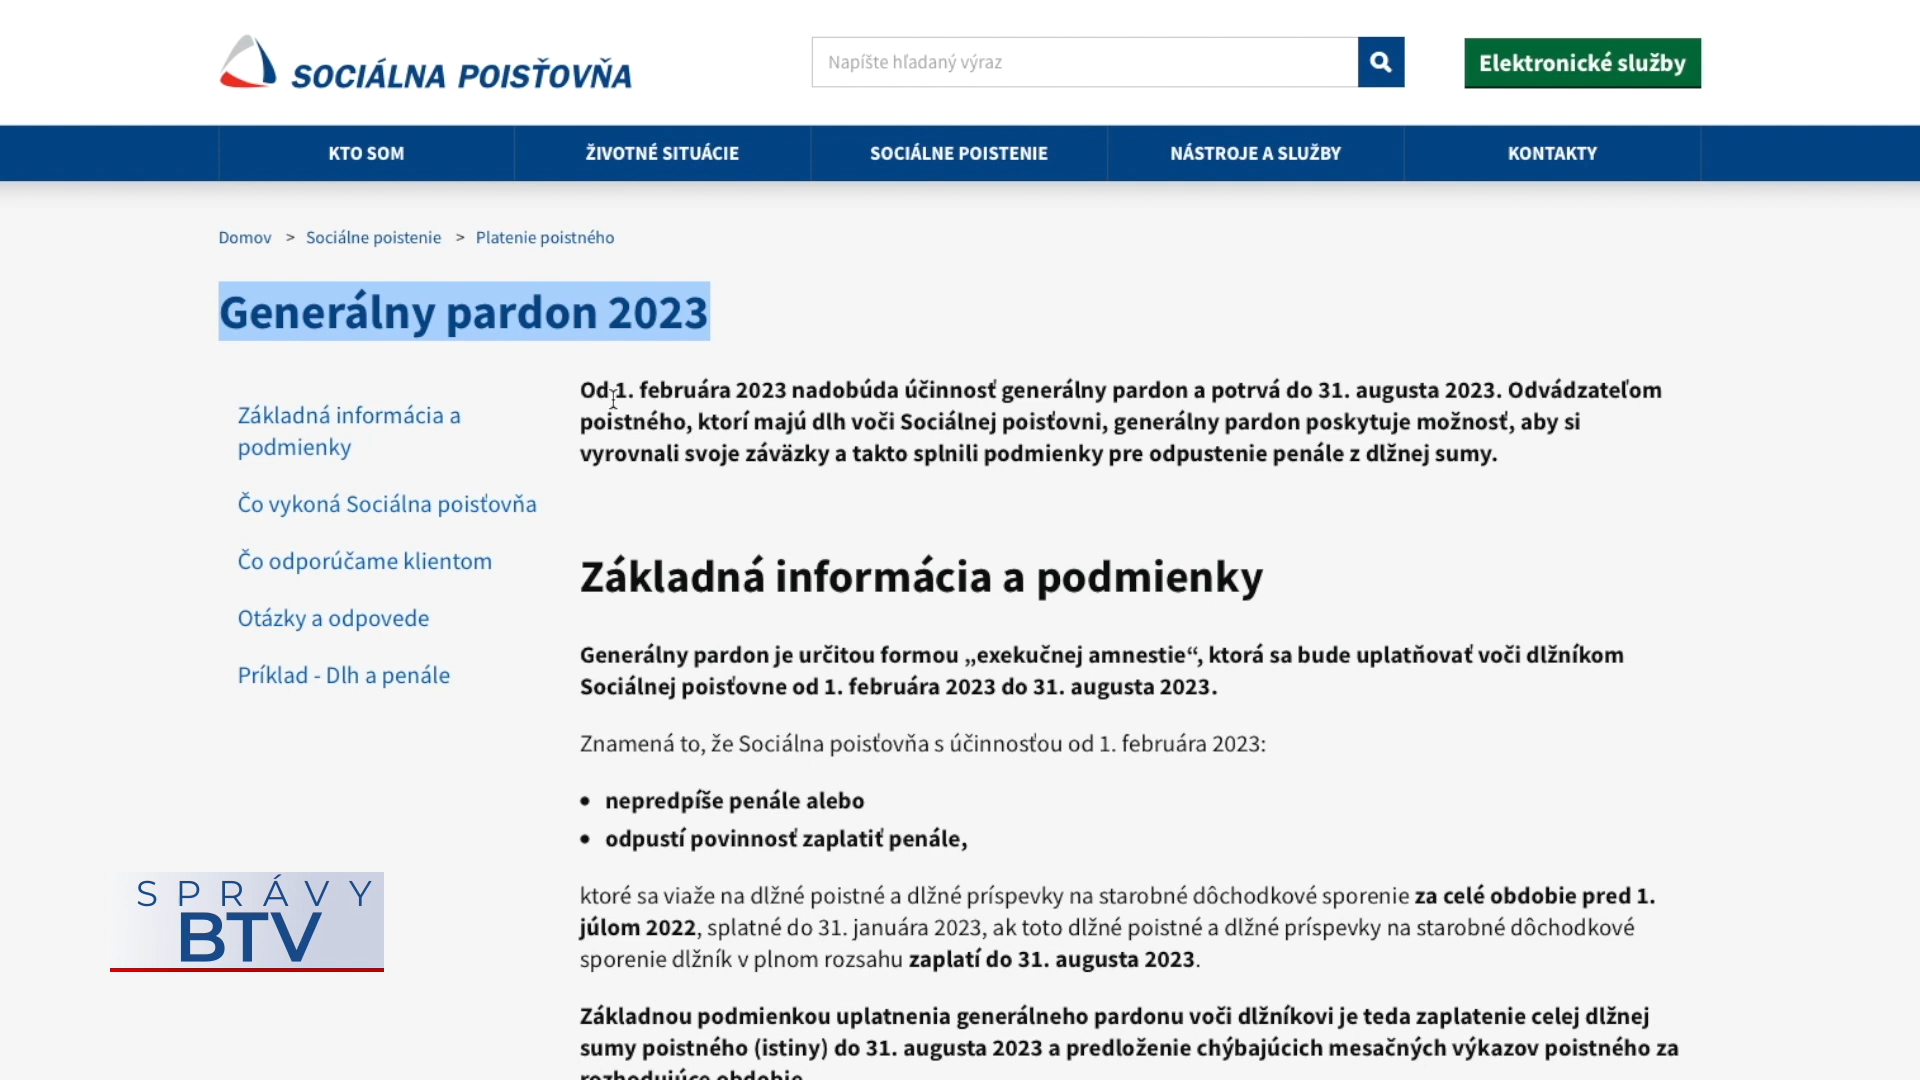 SOCIÁLNA POISŤOVŇA
Napíšte hľadaný výraz
Elektronické služby
KTO SOM
ŽIVOTNÉ SITUÁCIE
SOCIÁLNE POISTENIE
NÁSTROJE A SLUŽBY
KONTAKTY
Domov > Sociálne poistenie > Platenie poistného
Generálny pardon 2023
Základná informácia a
podmienky
Čo vykoná Sociálna poisťovňa
Čo odporúčame klientom
Otázky a odpovede
Príklad - Dlh a penále
Od 1. februára 2023 nadobúda účinnosť generálny pardon a potrvá do 31. augusta 2023. Odvádzateľom
poistného, ktorí majú dlh voči Sociálnej poisťovni, generálny pardon poskytuje možnosť, aby si
vyrovnali svoje záväzky a takto splnili podmienky pre odpustenie penále z dlžnej sumy.
Základná informácia a podmienky
Generálny pardon je určitou formou „exekučnej amnestie“, ktorá sa bude uplatňovať voči dlžníkom
Sociálnej poisťovne od 1. februára 2023 do 31. augusta 2023.
Znamená to, že Sociálna poisťovňa s účinnosťou od 1. februára 2023:
• nepredpíše penále alebo
• odpustí povinnosť zaplatiť penále,
ktoré sa viaže na dlžné poistné a dlžné príspevky na starobné dôchodkové sporenie za celé obdobie pred 1.
júlom 2022, splatné do 31. januára 2023, ak toto dlžné poistné a dlžné príspevky na starobné dôchodkové
sporenie dlžník v plnom rozsahu zaplatí do 31. augusta 2023.
Základnou podmienkou uplatnenia generálneho pardonu voči dlžníkovi je teda zaplatenie celej dlžnej
sumy poistného (istiny) do 31. augusta 2023 a predloženie chýbajúcich mesačných výkazov poistného za
rozhodujúce obdobie.
SPRÁVY
BTV